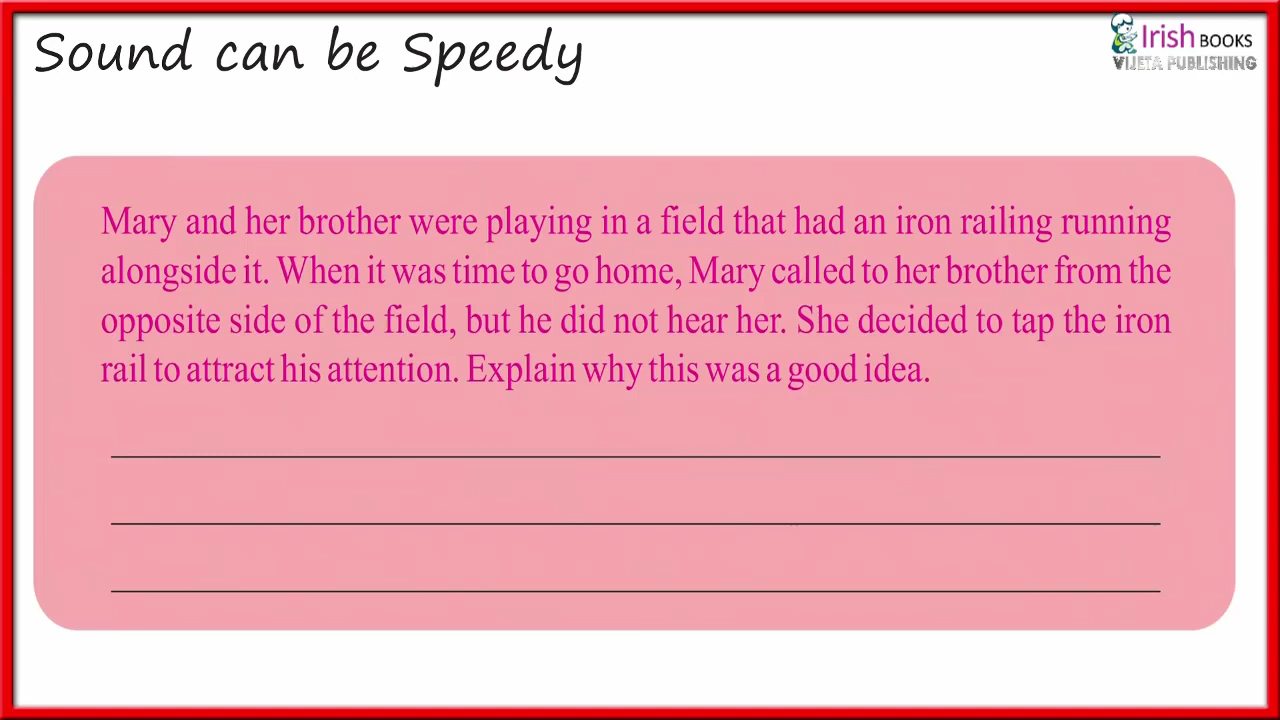 Sound can be Speedy
Irish BOOKS
VIJETA PUBLISHING
Mary and her brother were playing in a field that had an iron railing running
alongside it. When it was time to go home, Mary called to her brother from the
opposite side of the field, but he did not hear her. She decided to tap the iron
rail to attract his attention. Explain why this was a good idea.